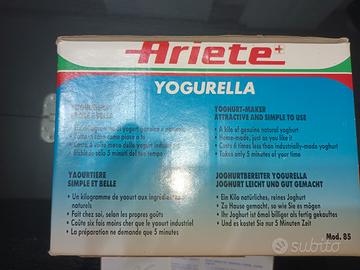 Ariete+
YOGURELLA
YOGHURT-MAKER
ATTRACTIVE AND SIMPLE TO USE
• A kilo of genuine natural yoghurt
• Home-made, just as you like it
• Costs 6 times less than industrially-made yoghurt
• Takes only 5 minutes of your time
YAOURTIERE
SIMPLE ET BELLE
• Un kilogramme de yaourt aux ingrédients naturels
• Fait chez soi, selon les propres goûts
• Coûte six fois moins cher que le yaourt industriel
• La préparation ne demande que 5 minutes
JOGHURTBEREITER YOGURELLA
JOGHURT LEICHT UND GUT GEMACHT
• Ein Kilo natürliches, reines Joghurt
• Zu Hause gemacht, so wie Sie es mögen
• Ihr Joghurt ist 6mal billiger als fertig gekauftes
• Und es kostet Sie nur 5 Minuten Zeit
Mod. 85
subito